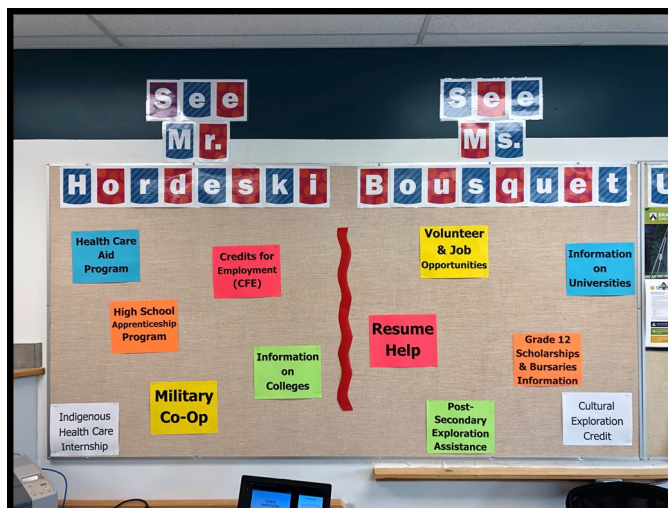 See
Mr.
Hordeski
Health Care
Aid
Program
Credits for
Employment
(CFE)
High School
Apprenticeship
Program
Information
on
Colleges
Military
Co-Op
Indigenous
Health Care
Internship
See
Ms.
Bousquet
Volunteer
& Job
Opportunities
Information
on
Universities
Resume
Help
Grade 12
Scholarships
& Bursaries
Information
Post-
Secondary
Exploration
Assistance
Cultural
Exploration
Credit